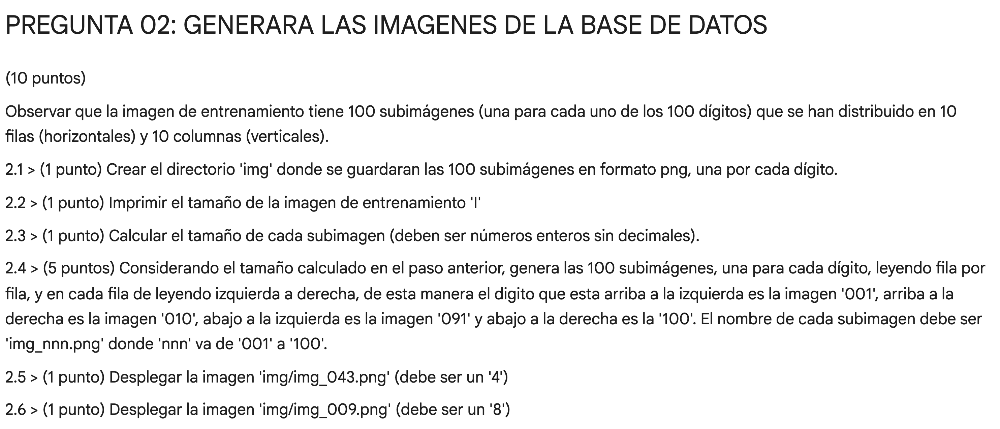 PREGUNTA 02: GENERARA LAS IMAGENES DE LA BASE DE DATOS
(10 puntos)
Observar que la imagen de entrenamiento tiene 100 subimágenes (una para cada uno de los 100 dígitos) que se han distribuido en 10
filas (horizontales) y 10 columnas (verticales).
2.1 > (1 punto) Crear el directorio 'img' donde se guardaran las 100 subimágenes en formato png, una por cada dígito.
2.2 > (1 punto) Imprimir el tamaño de la imagen de entrenamiento 'I'
2.3 > (1 punto) Calcular el tamaño de cada subimagen (deben ser números enteros sin decimales).
2.4 > (5 puntos) Considerando el tamaño calculado en el paso anterior, genera las 100 subimágenes, una para cada dígito, leyendo fila por
fila, y en cada fila de leyendo izquierda a derecha, de esta manera el digito que esta arriba a la izquierda es la imagen '001', arriba a la
derecha es la imagen '010', abajo a la izquierda es la imagen '091' y abajo a la derecha es la '100'. El nombre de cada subimagen debe ser
'img_nnn.png' donde 'nnn' va de '001' a '100'.
2.5 > (1 punto) Desplegar la imagen 'img/img_043.png' (debe ser un '4')
2.6 > (1 punto) Desplegar la imagen 'img/img_009.png' (debe ser un '8')